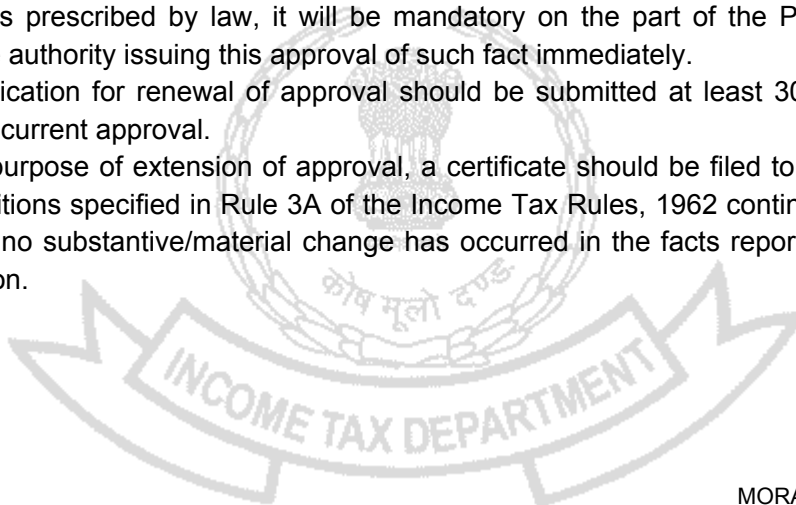 s prescribed by law, it will be mandatory on the part of the P
authority issuing this approval of such fact immediately.
ication for renewal of approval should be submitted at least 30
current approval.
purpose of extension of approval, a certificate should be filed to
itions specified in Rule 3A of the Income Tax Rules, 1962 contin
no substantive/material change has occurred in the facts repor
on.
कोष मूलो दण्डः
INCOME TAX DEPARTMENT
MORA